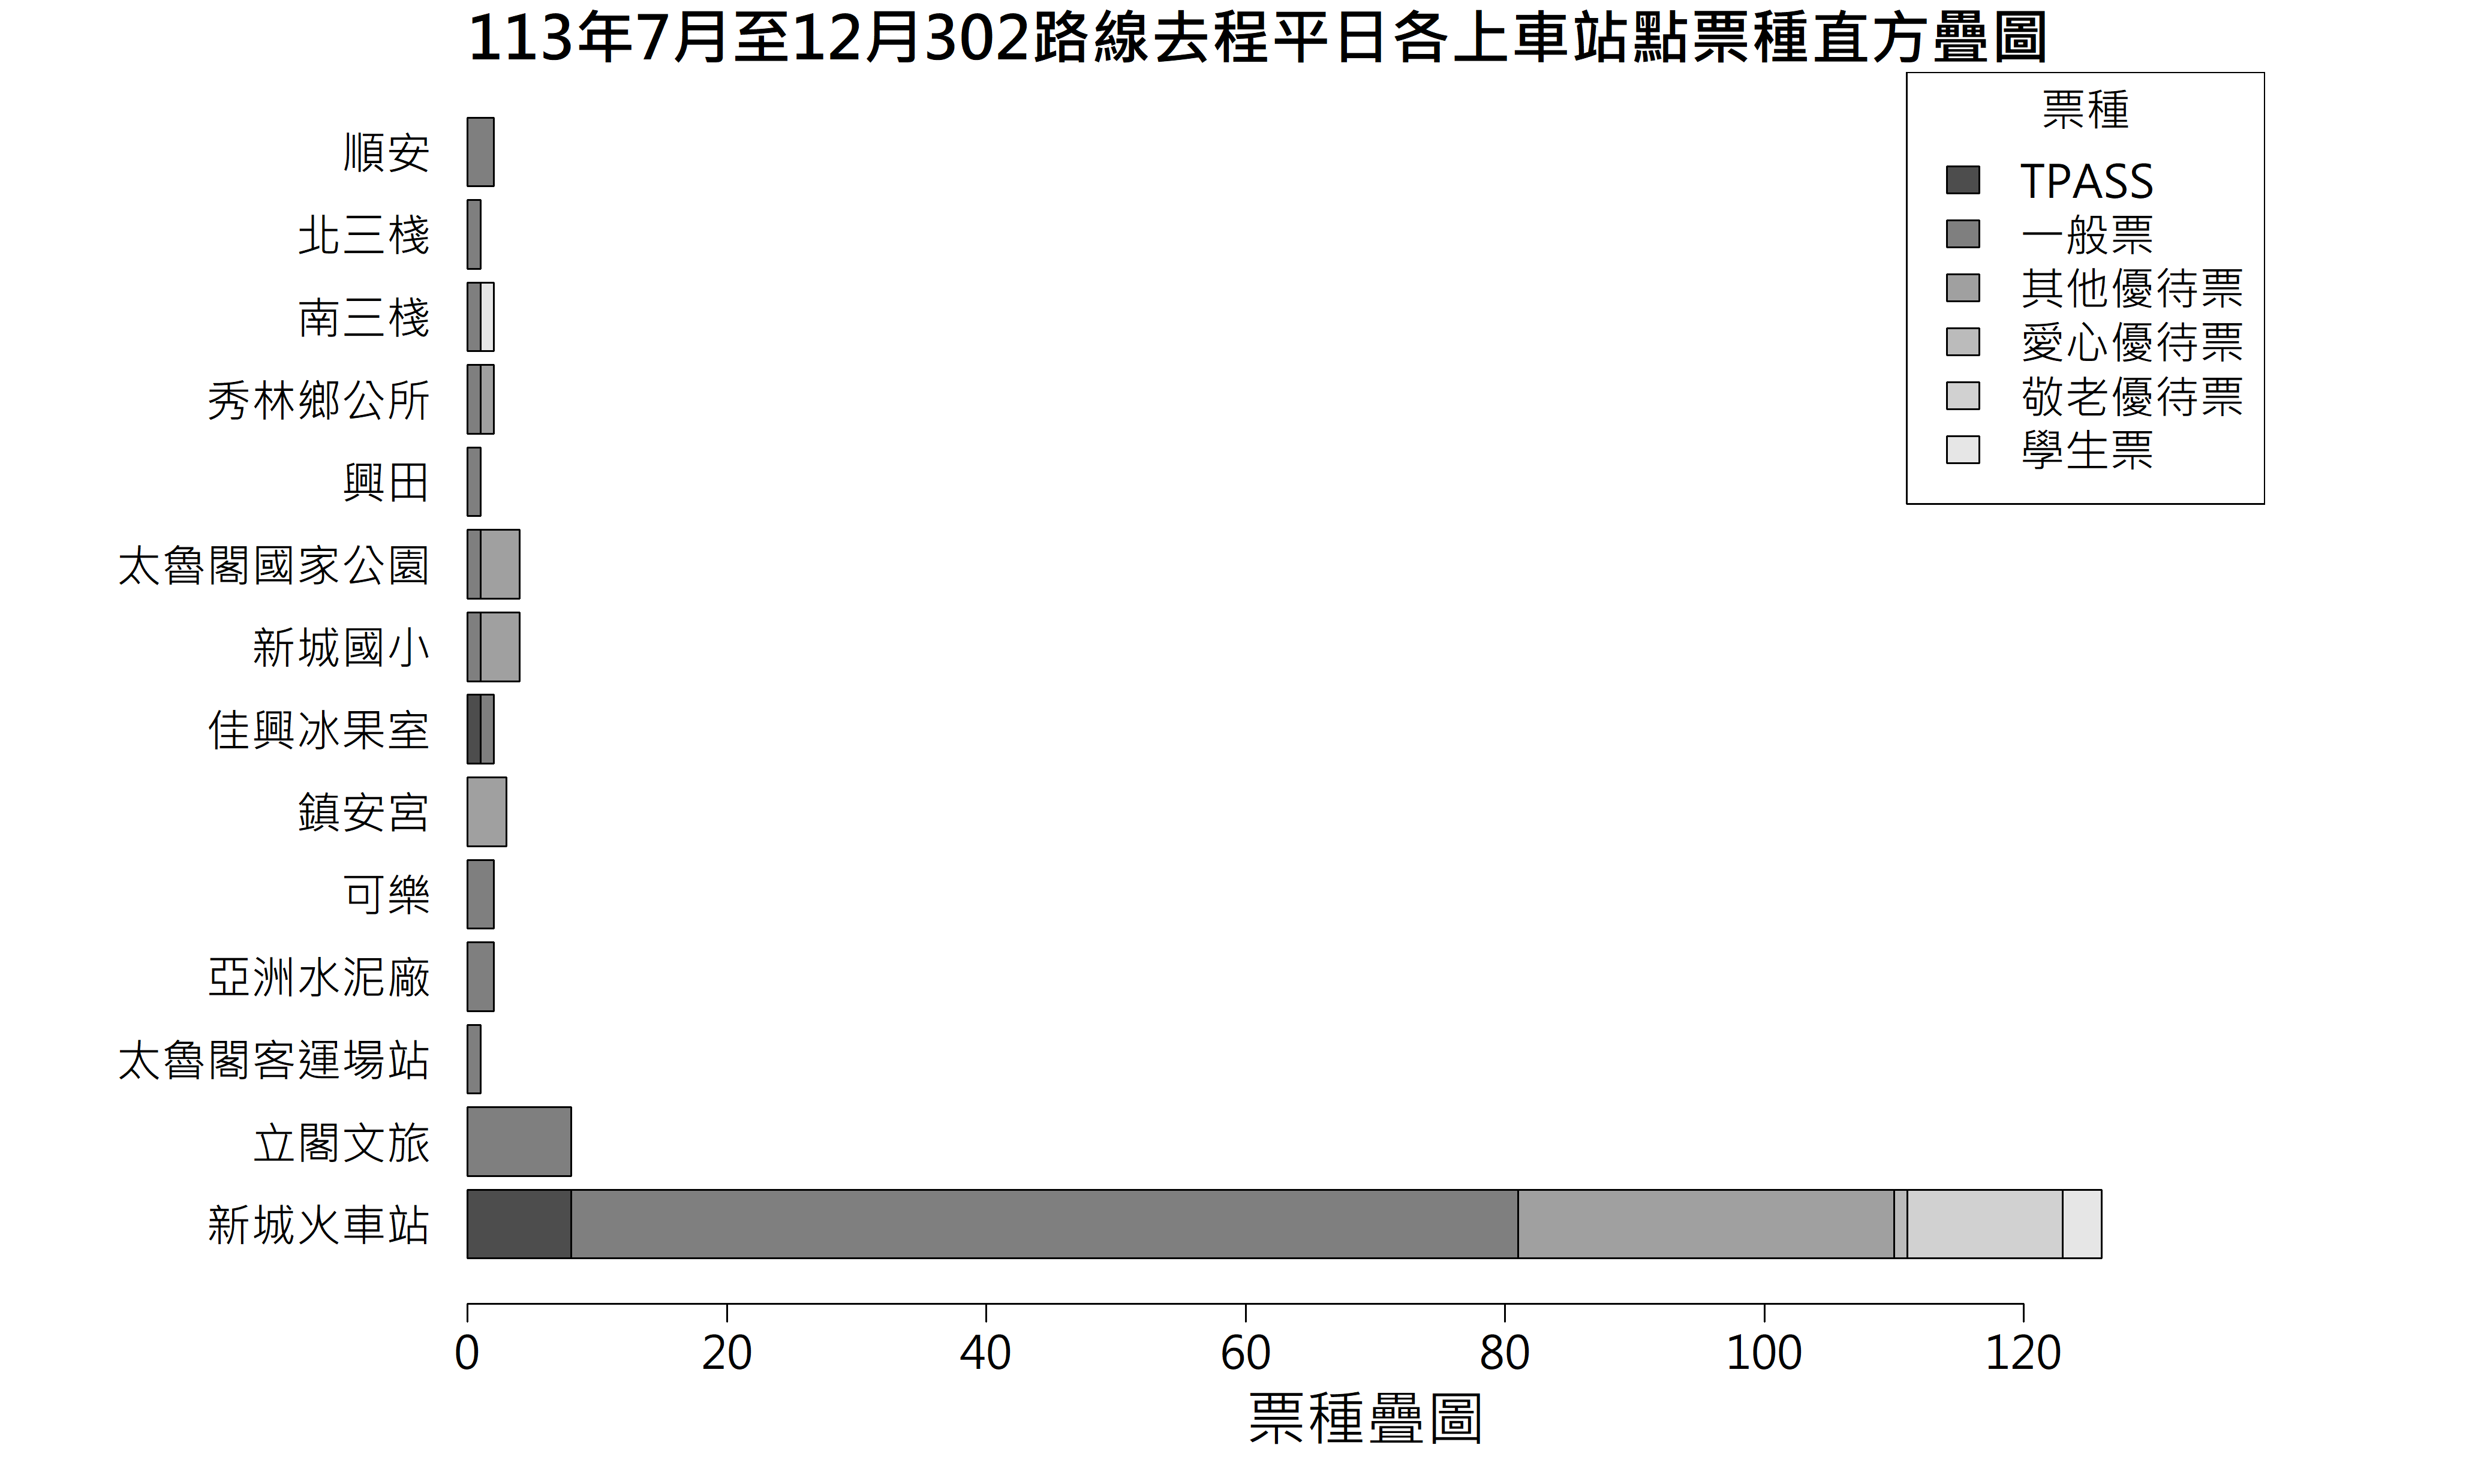 113年7月至12月302路線去程平日各上車站點票種直方疊圖
票種
TPASS
一般票
其他優待票
愛心優待票
敬老優待票
學生票
順安
北三棧
南三棧
秀林鄉公所
興田
太魯閣國家公園
新城國小
佳興冰果室
鎮安宮
可樂
亞洲水泥廠
太魯閣客運場站
立閣文旅
新城火車站
0 20 40 60 80 100 120
票種疊圖